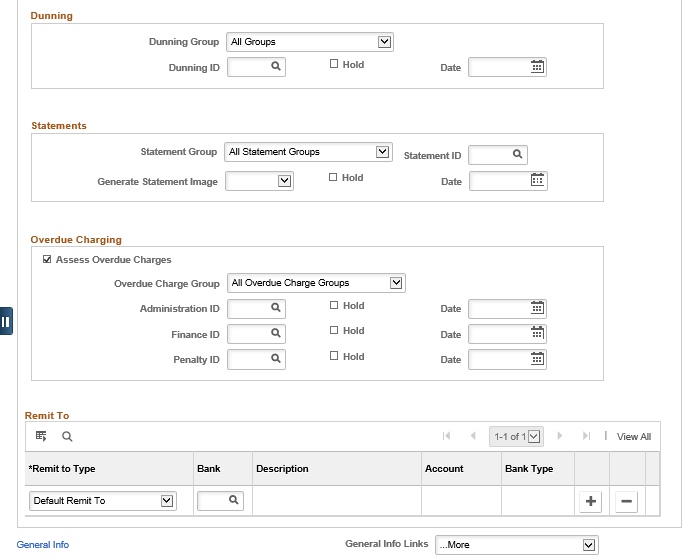 Dunning
Dunning Group All Groups
Dunning ID Hold Date
Statements
Statement Group All Statement Groups Statement ID
Generate Statement Image Hold Date
Overdue Charging
Assess Overdue Charges
Overdue Charge Group All Overdue Charge Groups
Administration ID Hold Date
Finance ID Hold Date
Penalty ID Hold Date
Remit To
1-1 of 1 View All
*Remit to Type Bank Description Account Bank Type
Default Remit To
General Info General Info Links ...More